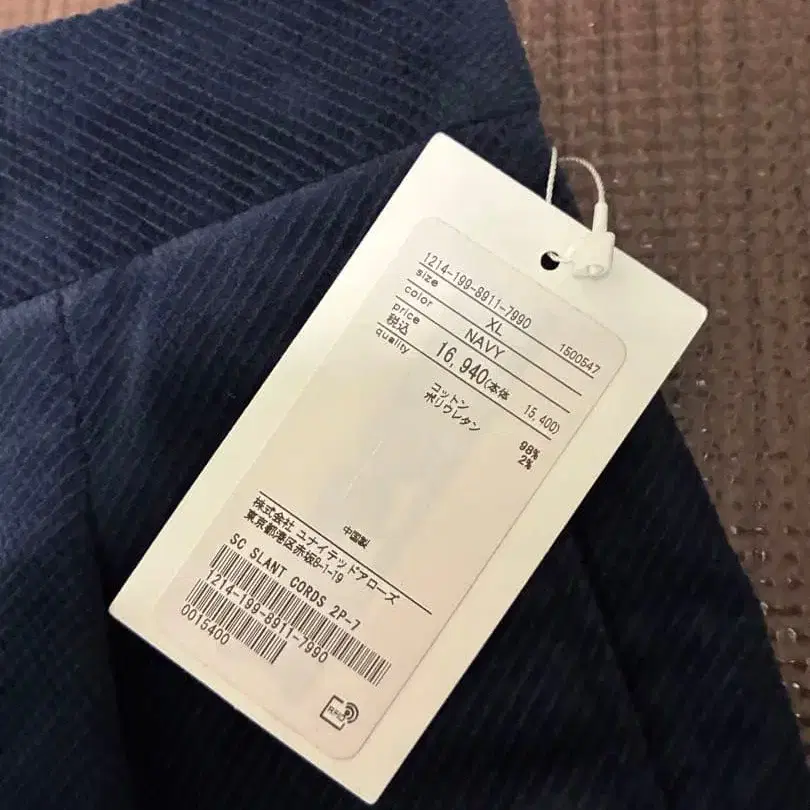 1214-199-8911-7990
size XL 1500547
color NAVY
price
税込 16,940(本体 15,400)
quality
コットン 98%
ポリウレタン 2%
中国製
株式会社 ユナイテッドアローズ
東京都港区赤坂8-1-19
SC SLANT CORDS 2P-7
1214-199-8911-7990
0015400
RFID